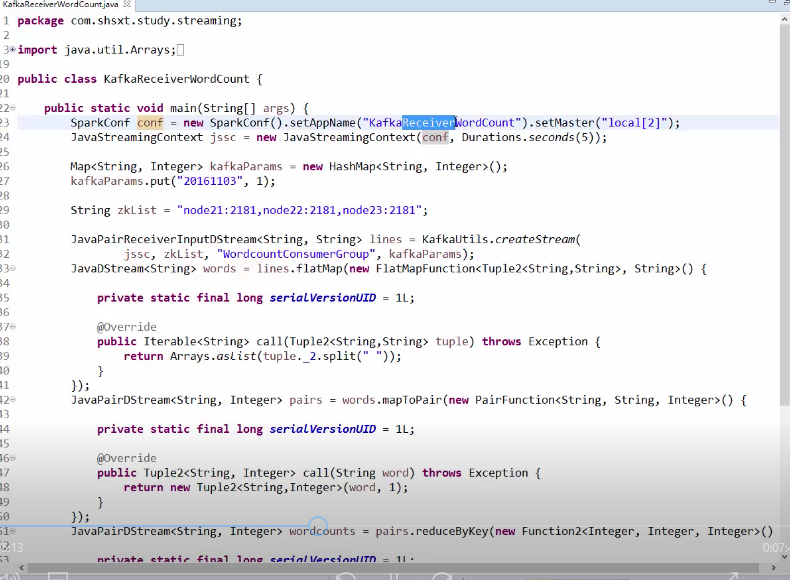 KafkaReceiverWordCount.java
1 package com.shsxt.study.streaming;
2
3 import java.util.Arrays;
19
20 public class KafkaReceiverWordCount {
21
22 public static void main(String[] args) {
23 SparkConf conf = new SparkConf().setAppName("KafkaReceiverWordCount").setMaster("local[2]");
24 JavaStreamingContext jssc = new JavaStreamingContext(conf, Durations.seconds(5));
25
26 Map<String, Integer> kafkaParams = new HashMap<String, Integer>();
27 kafkaParams.put("20161103", 1);
28
29 String zkList = "node21:2181,node22:2181,node23:2181";
30
31 JavaPairReceiverInputDStream<String, String> lines = KafkaUtils.createStream(
32 jssc, zkList, "WordcountConsumerGroup", kafkaParams);
33 JavaDStream<String> words = lines.flatMap(new FlatMapFunction<Tuple2<String,String>, String>() {
34
35 private static final long serialVersionUID = 1L;
36
37 @Override
38 public Iterable<String> call(Tuple2<String,String> tuple) throws Exception {
39 return Arrays.asList(tuple._2.split(" "));
40 }
41 });
42 JavaPairDStream<String, Integer> pairs = words.mapToPair(new PairFunction<String, String, Integer>() {
43
44 private static final long serialVersionUID = 1L;
45
46 @Override
47 public Tuple2<String, Integer> call(String word) throws Exception {
48 return new Tuple2<String,Integer>(word, 1);
49 }
50 });
51 JavaPairDStream<String, Integer> wordcounts = pairs.reduceByKey(new Function2<Integer, Integer, Integer>()
53 private static final long serialVersionUID = 1L;